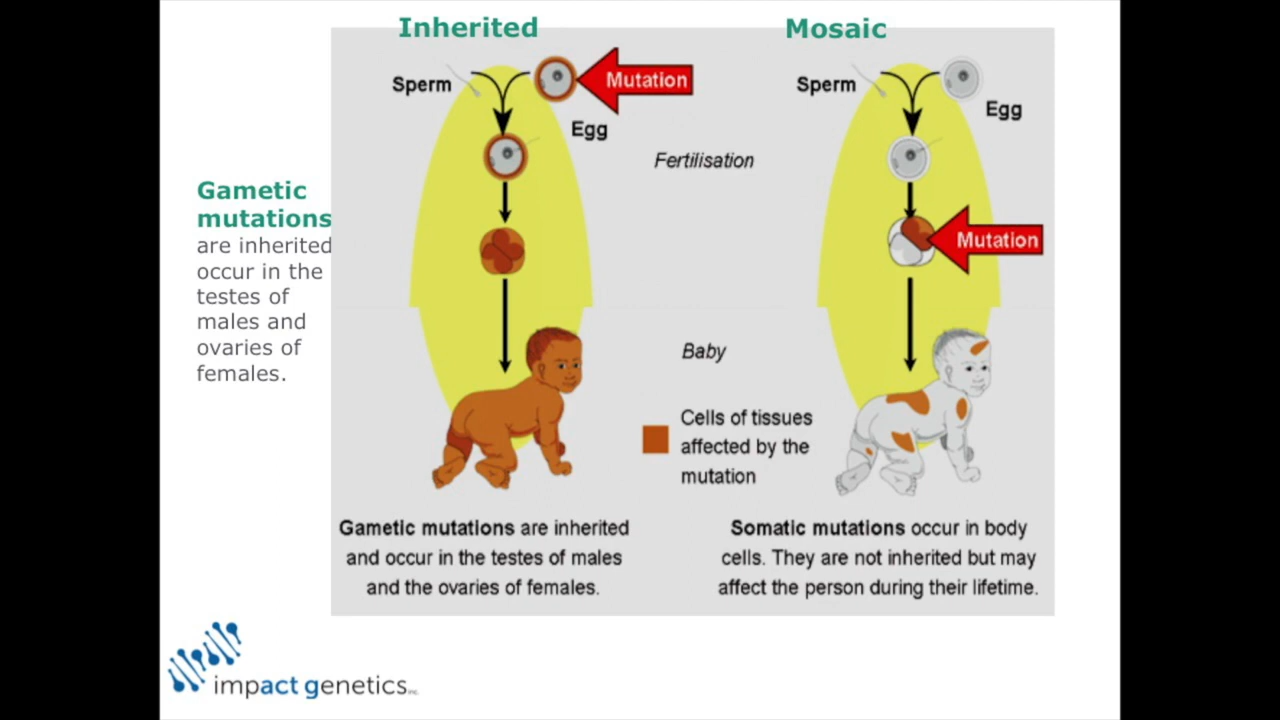 Inherited
Mosaic
Sperm
Mutation
Egg
Sperm
Egg
Fertilisation
Mutation
Gametic
mutations
are inherited
occur in the
testes of
males and
ovaries of
females.
Baby
Cells of tissues
affected by the
mutation
Gametic mutations are inherited
and occur in the testes of males
and the ovaries of females.
Somatic mutations occur in body
cells. They are not inherited but may
affect the person during their lifetime.
impact genetics